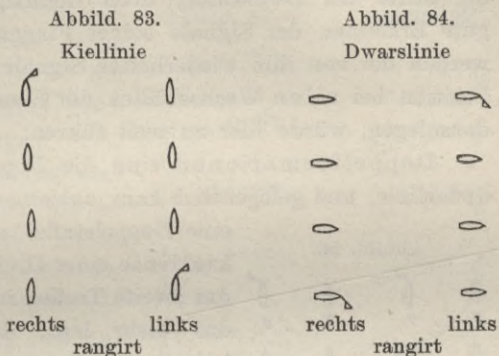 Abbild. 83.
Kiellinie
rechts
links
rangirt
Abbild. 84.
Dwarslinie
rechts
links
rangirt